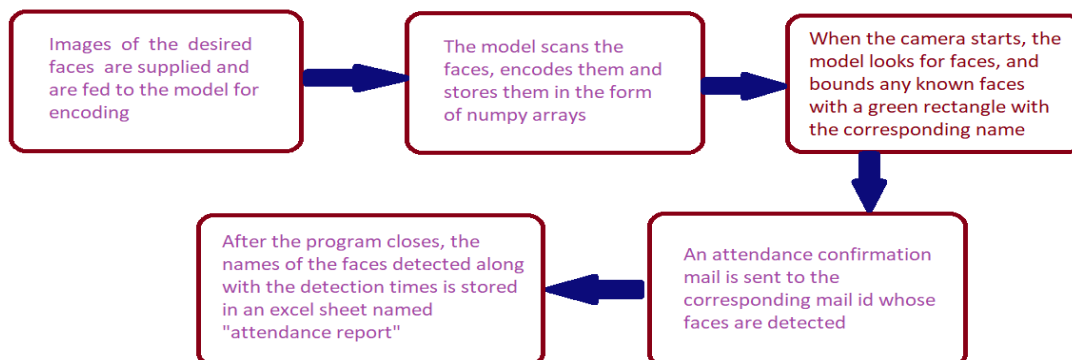 Images of the desired
faces are supplied and
are fed to the model for
encoding
The model scans the
faces, encodes them and
stores them in the form
of numpy arrays
When the camera starts, the
model looks for faces, and
bounds any known faces
with a green rectangle with
the corresponding name
An attendance confirmation
mail is sent to the
corresponding mail id whose
faces are detected
After the program closes, the
names of the faces detected along
with the detection times is stored
in an excel sheet named
"attendance report"